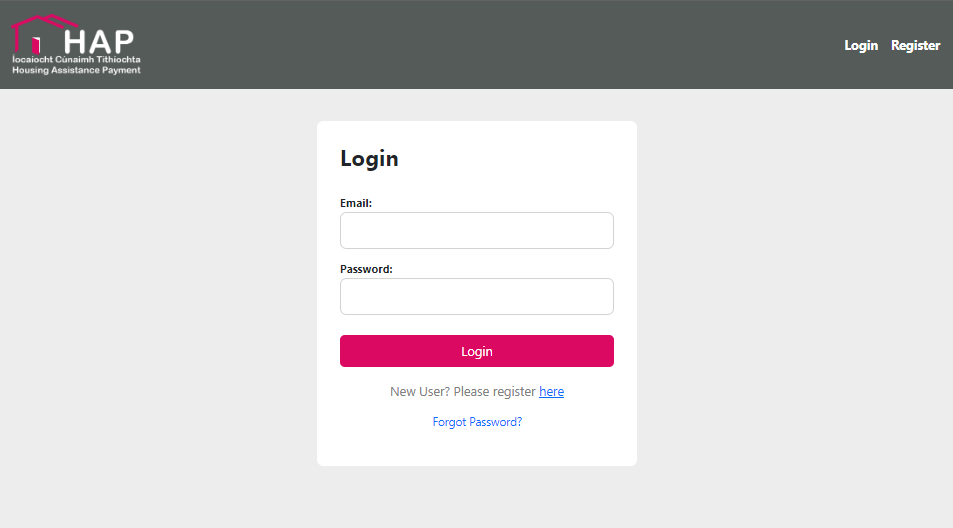 HAP
Íocaíocht Cúnaimh Tithíochta
Housing Assistance Payment
Login
Register
Login
Email:
Password:
Login
New User? Please register here
Forgot Password?